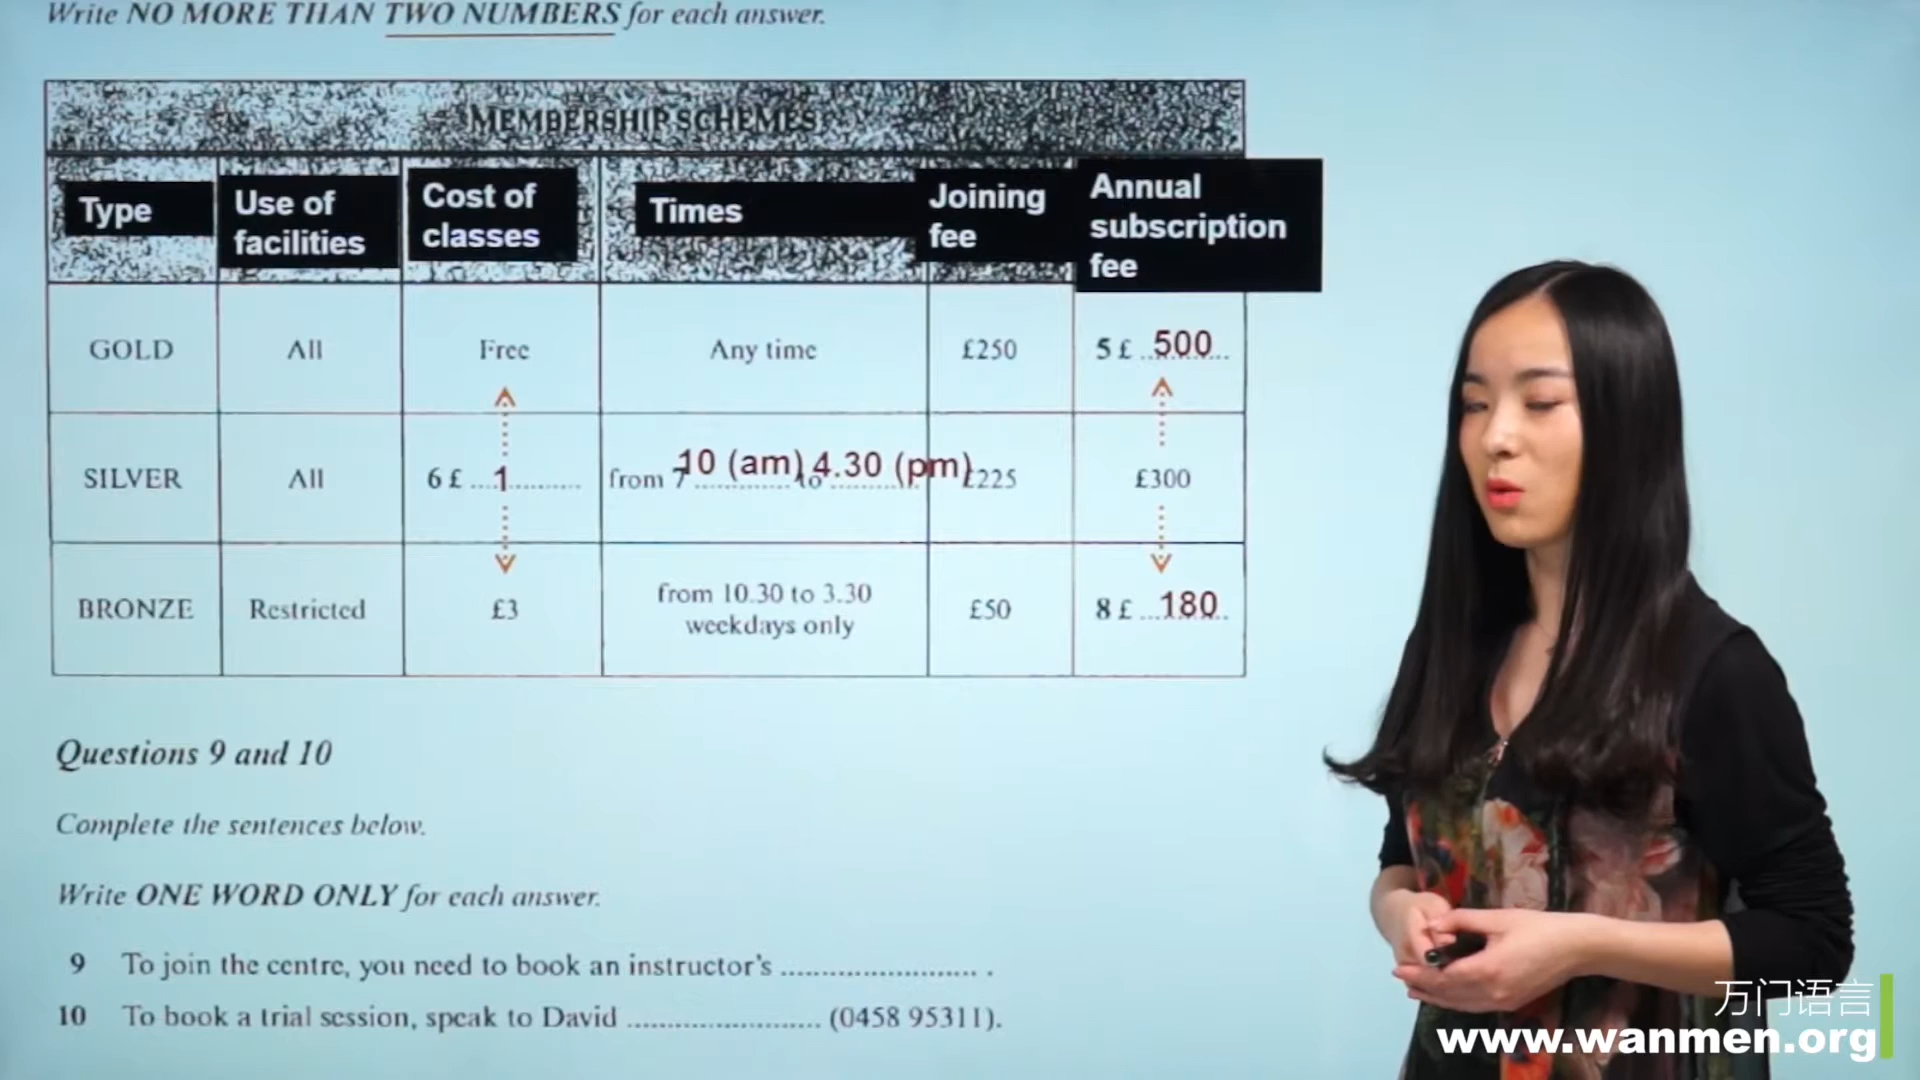 Write NO MORE THAN TWO NUMBERS for each answer.
MEMBERSHIP SCHEMES
Type Use of facilities Cost of classes Times Joining fee Annual subscription fee
GOLD All Free Any time £250 5 £ 500
SILVER All 6 £ 1 from 7 10 (am) to 4.30 (pm) £225 £300
BRONZE Restricted £3 from 10.30 to 3.30 weekdays only £50 8 £ 180
Questions 9 and 10
Complete the sentences below.
Write ONE WORD ONLY for each answer.
9 To join the centre, you need to book an instructor's ........................ .
10 To book a trial session, speak to David ........................ (0458 95311).
万门语言
www.wanmen.org